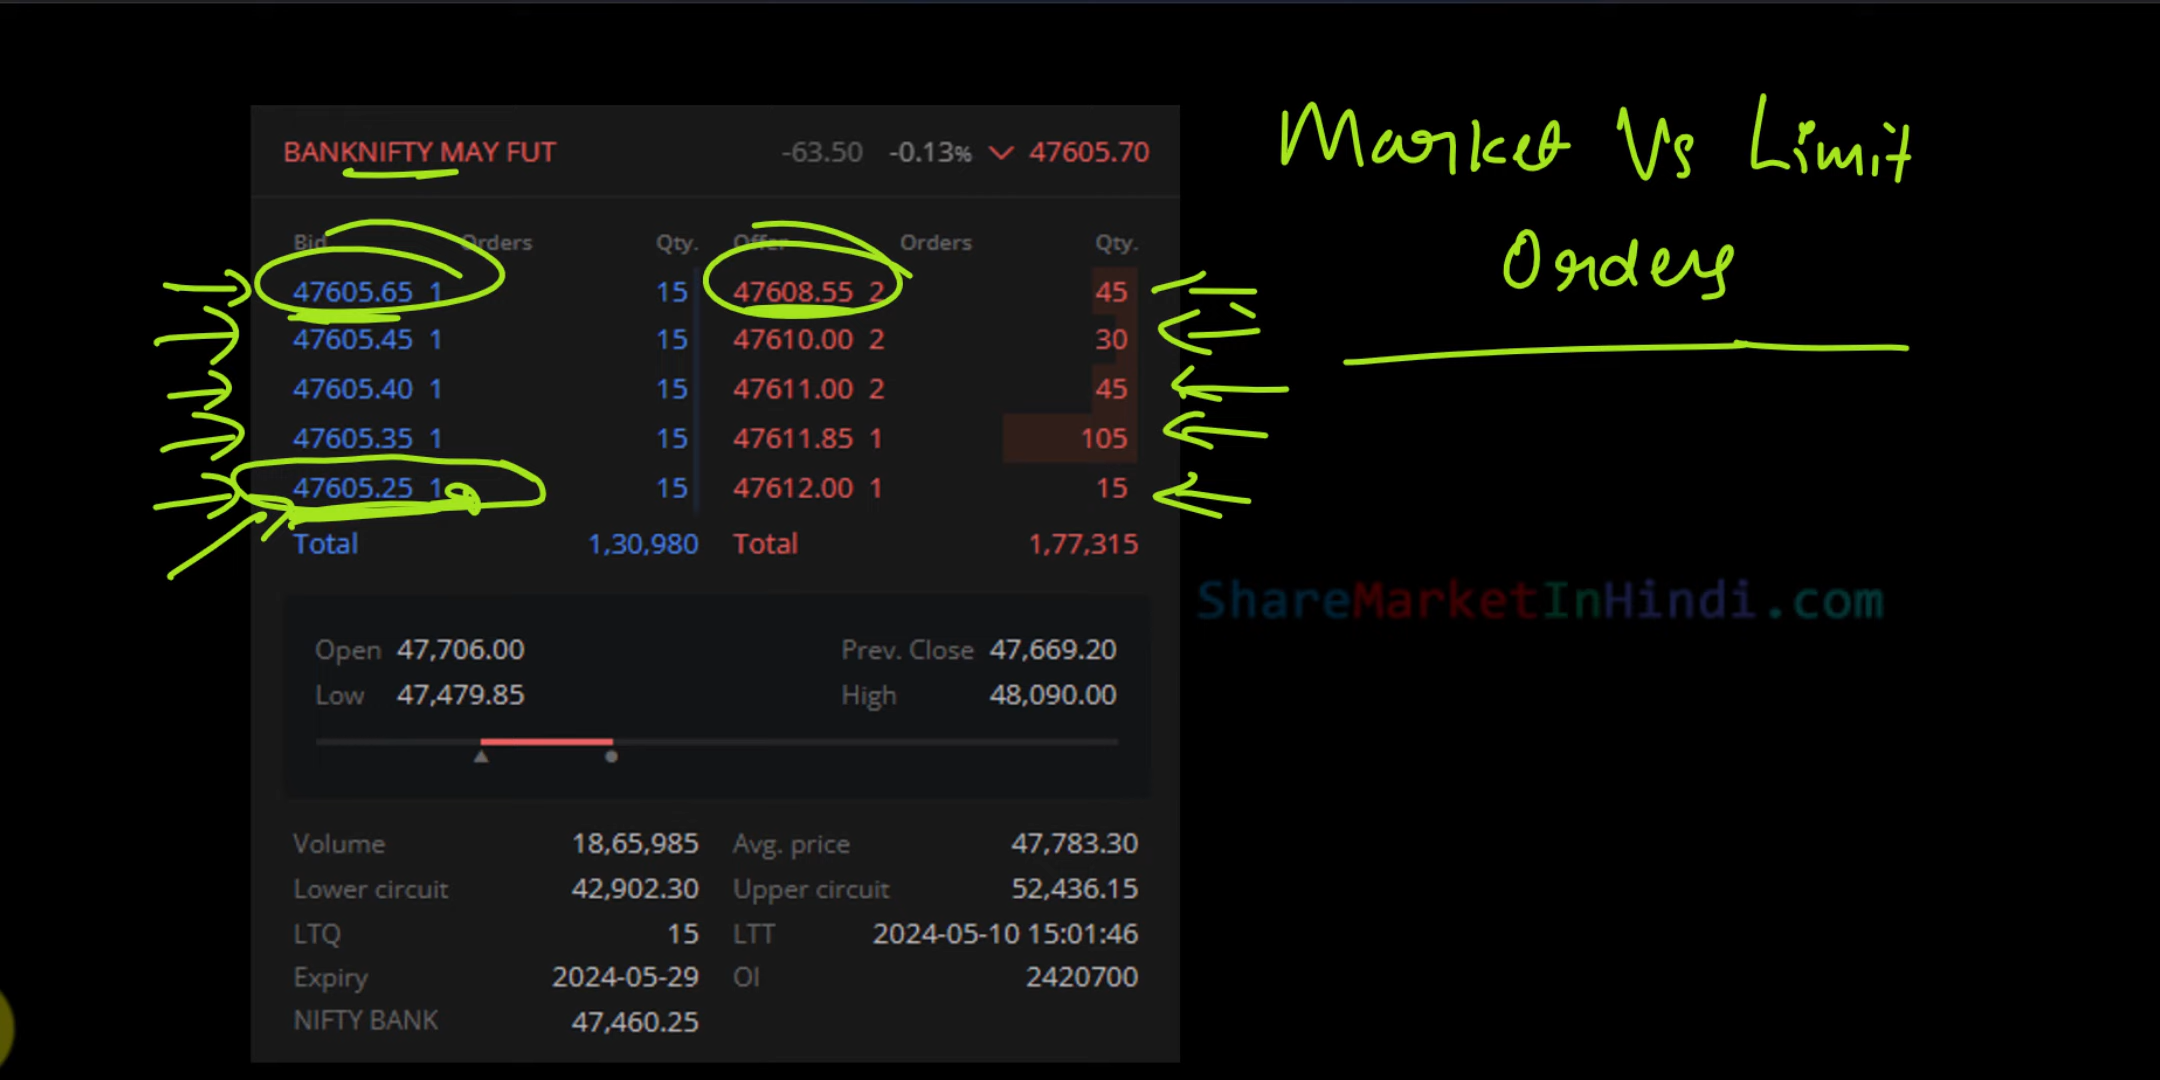 BANKNIFTY MAY FUT -63.50 -0.13% 47605.70
Market Vs Limit
Orders
Bid Orders Qty. Offer Orders Qty.
47605.65 1 15 47608.55 2 45
47605.45 1 15 47610.00 2 30
47605.40 1 15 47611.00 2 45
47605.35 1 15 47611.85 1 105
47605.25 1 15 47612.00 1 15
Total 1,30,980 Total 1,77,315
ShareMarketInHindi.com
Open 47,706.00 Prev. Close 47,669.20
Low 47,479.85 High 48,090.00
Volume 18,65,985 Avg. price 47,783.30
Lower circuit 42,902.30 Upper circuit 52,436.15
LTQ 15 LTT 2024-05-10 15:01:46
Expiry 2024-05-29 OI 2420700
NIFTY BANK 47,460.25